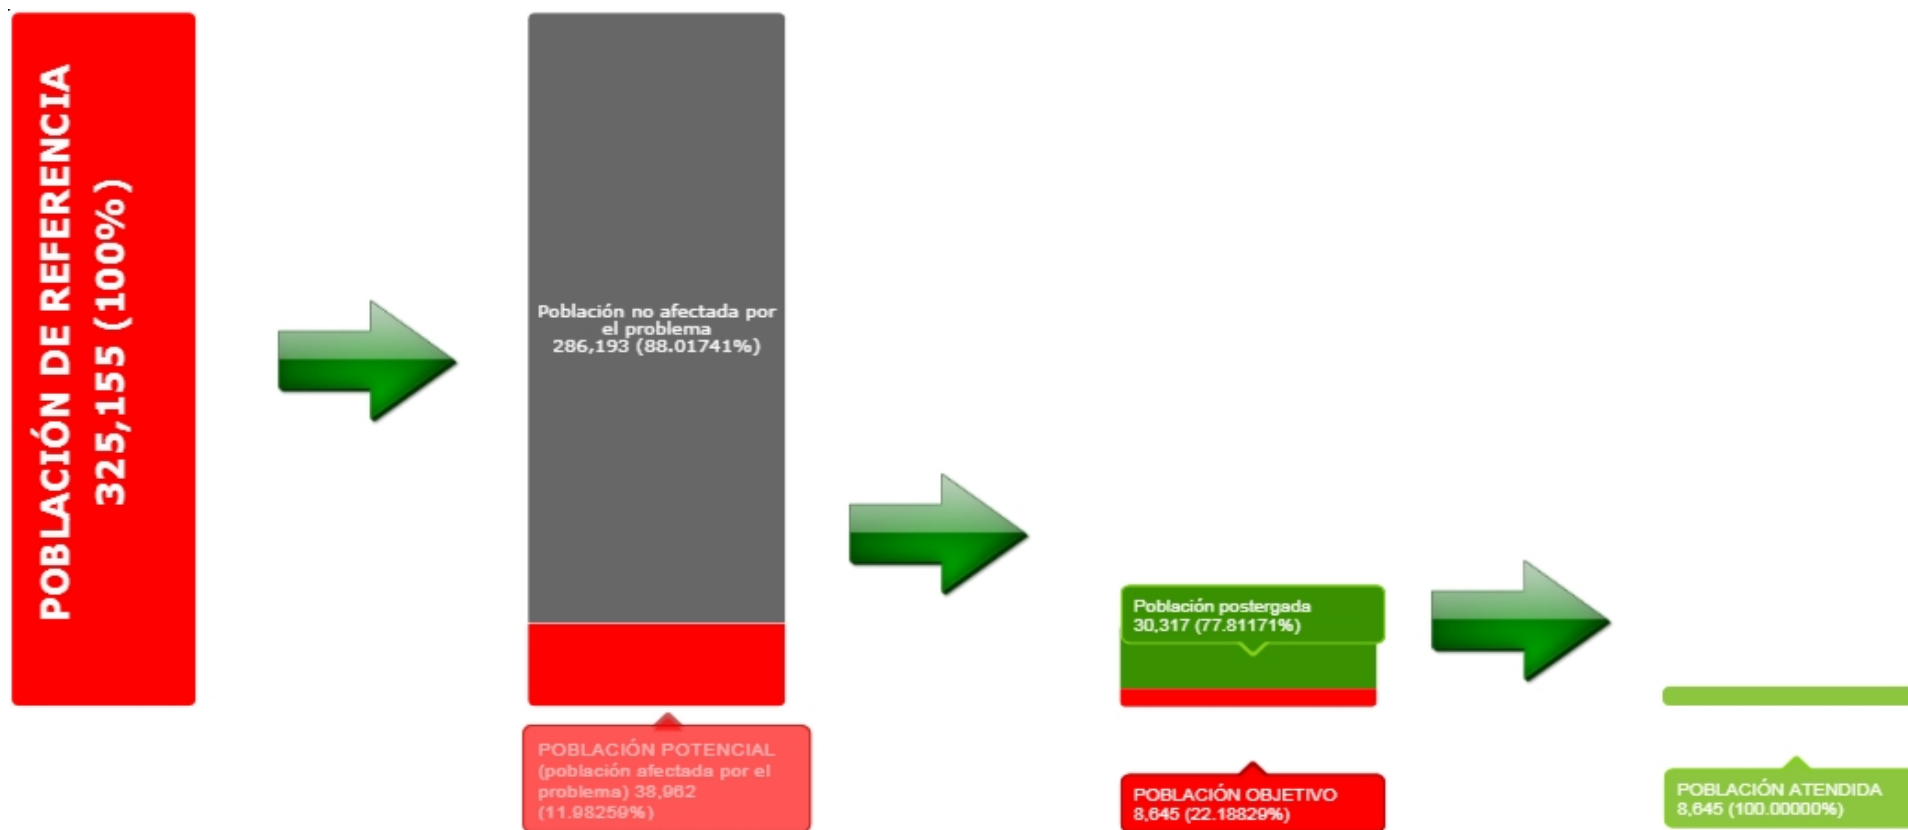 POBLACIÓN DE REFERENCIA
325,155 (100%)
Población no afectada por
el problema
286,193 (88.01741%)
POBLACIÓN POTENCIAL
(población afectada por el
problema) 38,962
(11.98259%)
Población postergada
30,317 (77.81171%)
POBLACIÓN OBJETIVO
8,645 (22.18829%)
POBLACIÓN ATENDIDA
8,645 (100.00000%)